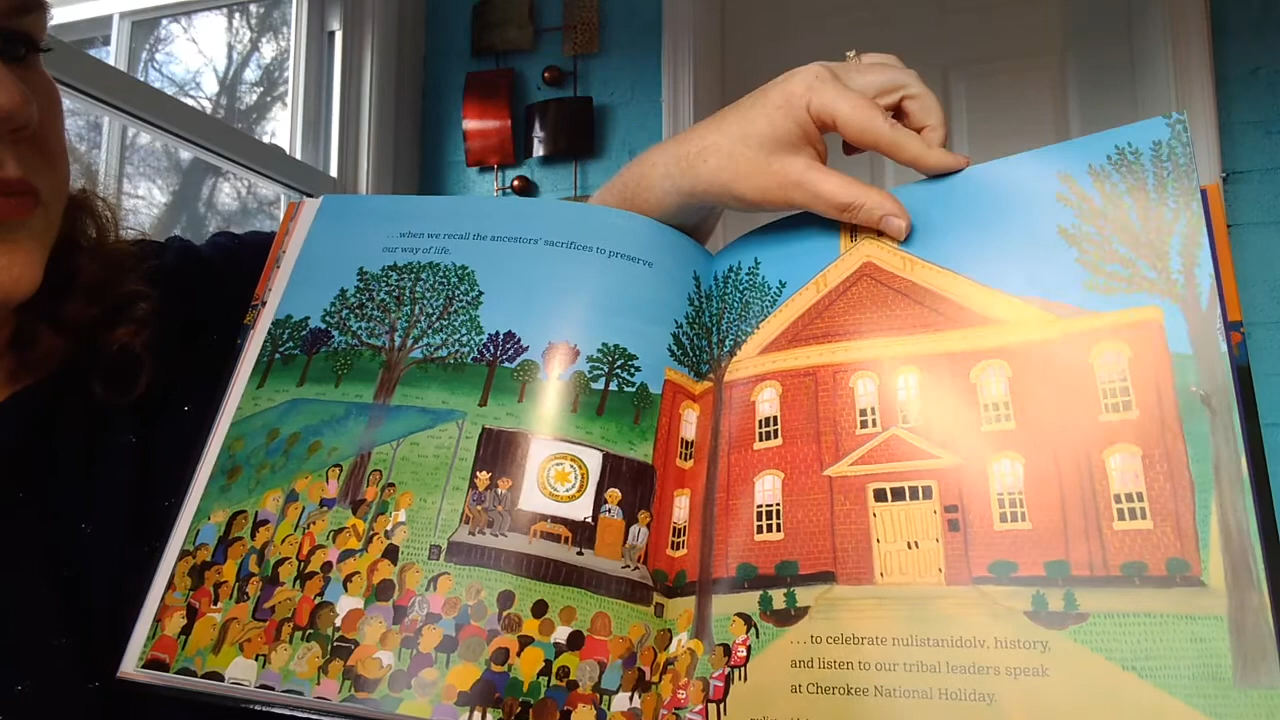 ...when we recall the ancestors' sacrifices to preserve
our way of life.
...to celebrate nulistanidolv, history,
and listen to our tribal leaders speak
at Cherokee National Holiday.